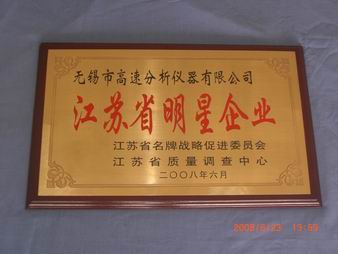 无锡市高速分析仪器有限公司
江苏省明星企业
江苏省名牌战略促进委员会
江苏省质量调查中心
二〇〇八年六月
2008/6/23 13:59